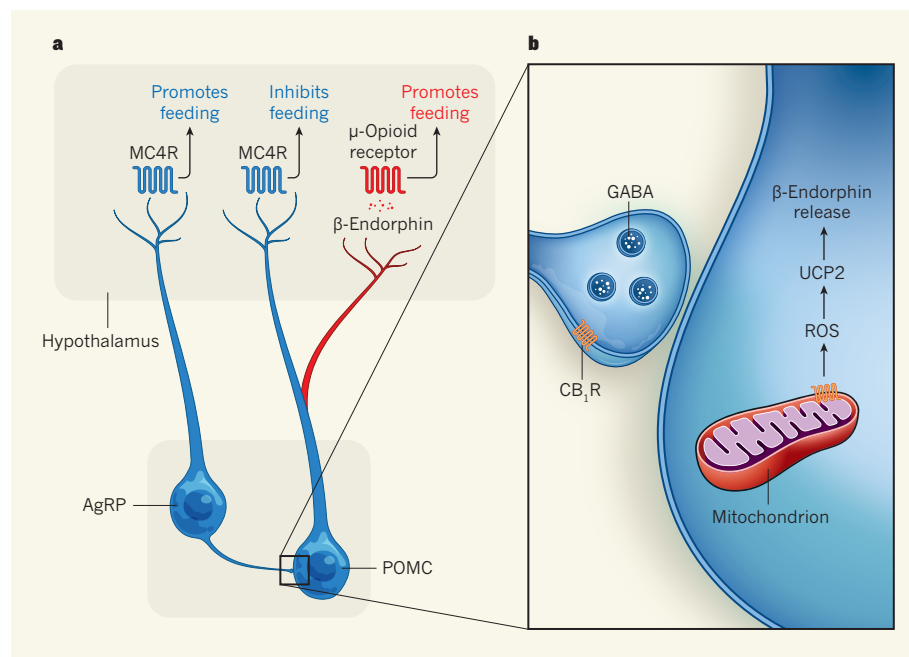 a
Promotes
feeding
Inhibits
feeding
Promotes
feeding
MC4R
MC4R
μ-Opioid
receptor
β-Endorphin
Hypothalamus
AgRP
POMC
b
GABA
CB₁R
β-Endorphin
release
UCP2
ROS
Mitochondrion